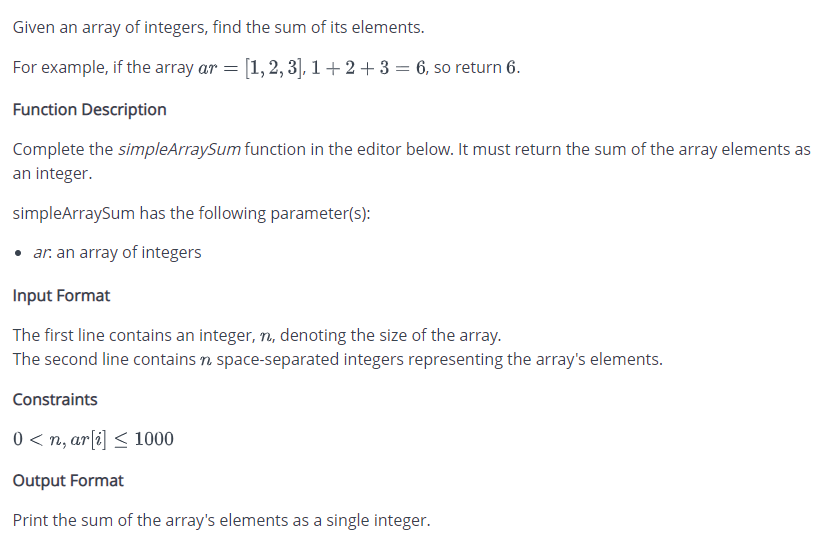 Given an array of integers, find the sum of its elements.
For example, if the array ar = [1, 2, 3], 1 + 2 + 3 = 6, so return 6.
Function Description
Complete the simpleArraySum function in the editor below. It must return the sum of the array elements as
an integer.
simpleArraySum has the following parameter(s):
• ar: an array of integers
Input Format
The first line contains an integer, n, denoting the size of the array.
The second line contains n space-separated integers representing the array's elements.
Constraints
0 < n, ar[i] ≤ 1000
Output Format
Print the sum of the array's elements as a single integer.